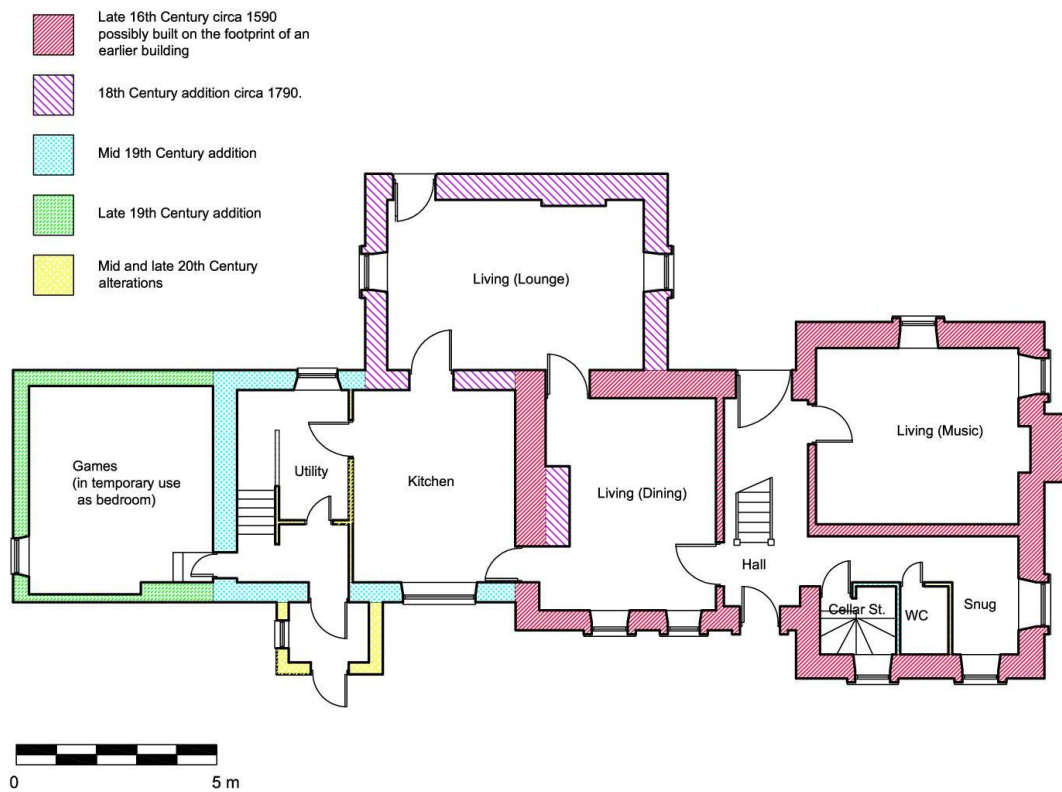 Late 16th Century circa 1590
possibly built on the footprint of an
earlier building
18th Century addition circa 1790.
Mid 19th Century addition
Late 19th Century addition
Mid and late 20th Century
alterations
Living (Lounge)
Living (Music)
Games
(in temporary use
as bedroom)
Utility
Kitchen
Living (Dining)
Hall
Cellar St.
WC
Snug
0
5 m